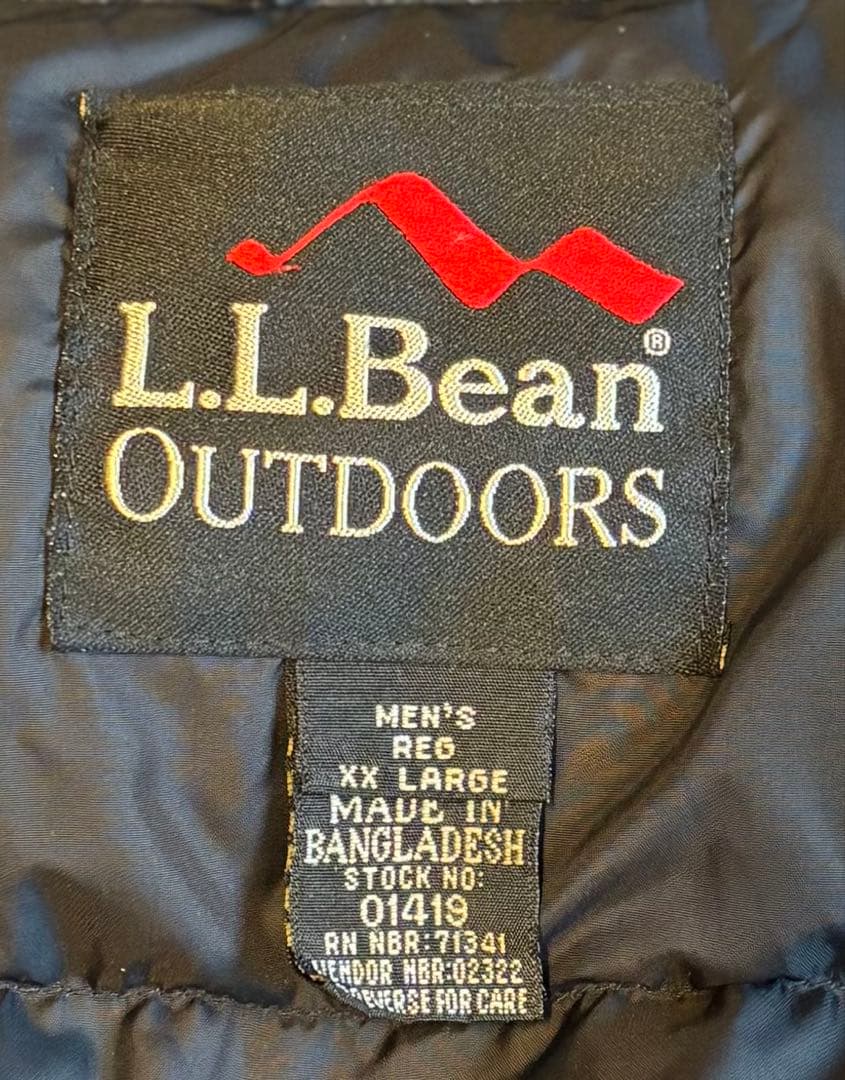 L.L.Bean®
OUTDOORS
MEN'S
REG
XX LARGE
MADE IN
BANGLADESH
STOCK NO:
01419
RN NBR:71341
VENDOR NBR:02322
REVERSE FOR CARE